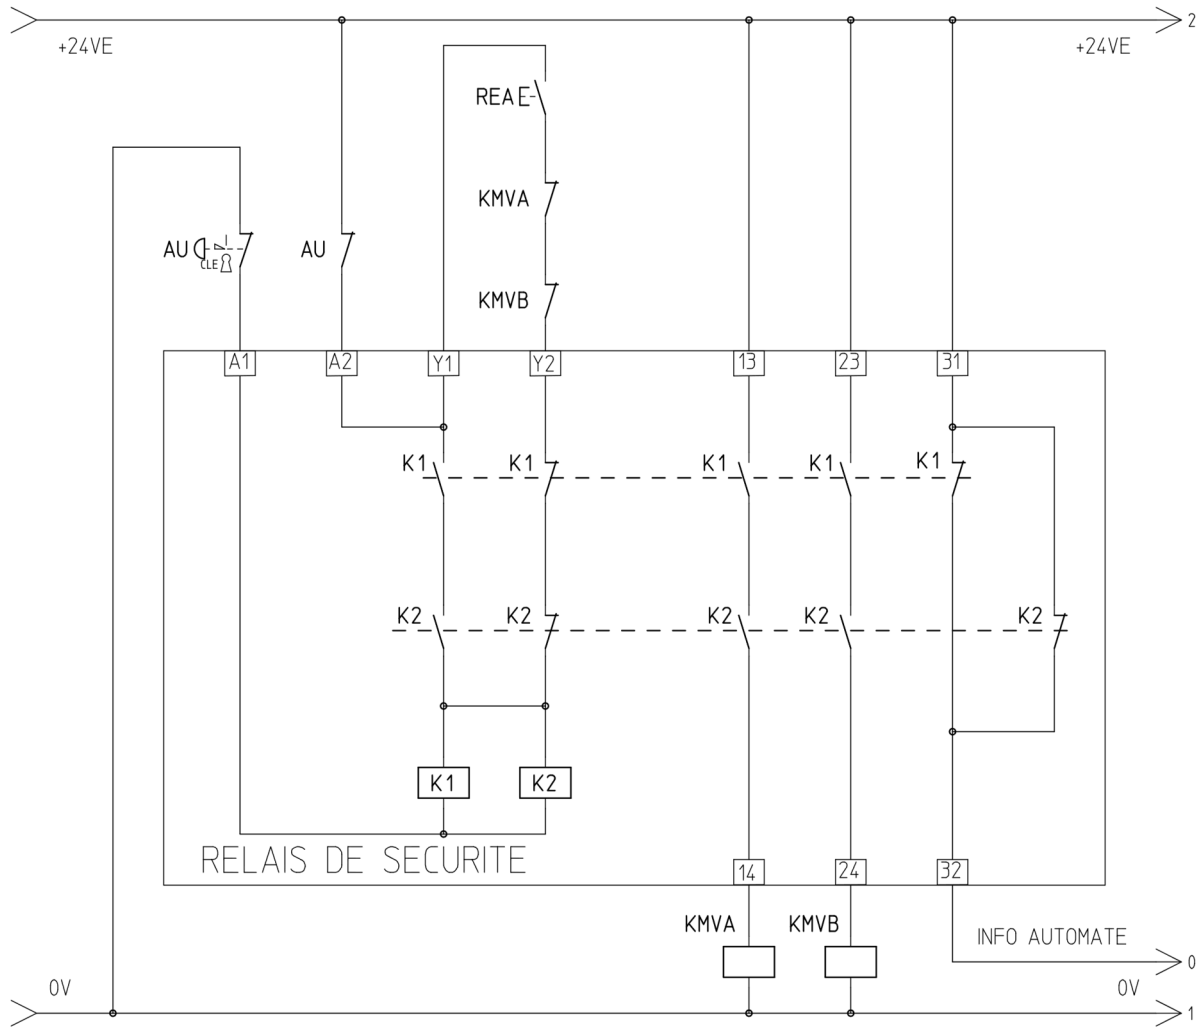 2
+24VE
+24VE
REA
KMVA
AU
CLE
AU
KMVB
A1 A2 Y1 Y2 13 23 31
K1 K1 K1 K1 K1
K2 K2 K2 K2 K2
K1 K2
RELAIS DE SECURITE
14 24 32
KMVA KMVB
INFO AUTOMATE
0
0V
0V
1